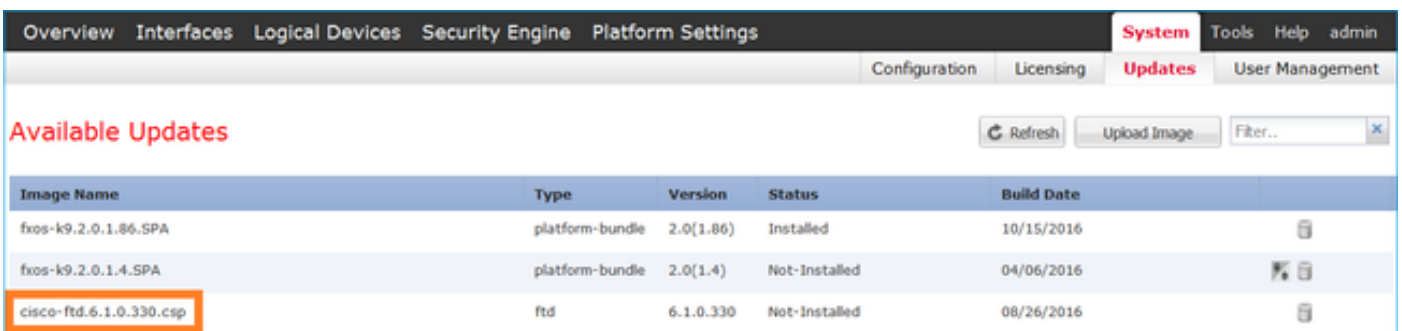 Overview Interfaces Logical Devices Security Engine Platform Settings System Tools Help admin
Configuration Licensing Updates User Management
Available Updates Refresh Upload Image Filter..
Image Name Type Version Status Build Date
fxos-k9.2.0.1.86.SPA platform-bundle 2.0(1.86) Installed 10/15/2016
fxos-k9.2.0.1.4.SPA platform-bundle 2.0(1.4) Not-Installed 04/06/2016
cisco-ftd.6.1.0.330.csp ftd 6.1.0.330 Not-Installed 08/26/2016